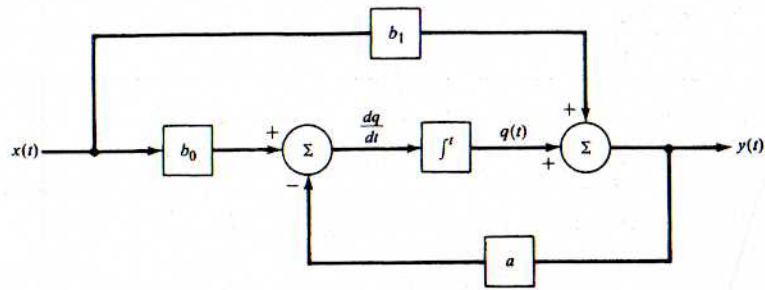 b₁
+
dq
dt
x(t)
b₀
+
Σ
∫ᵗ
q(t)
+
Σ
y(t)
−
a